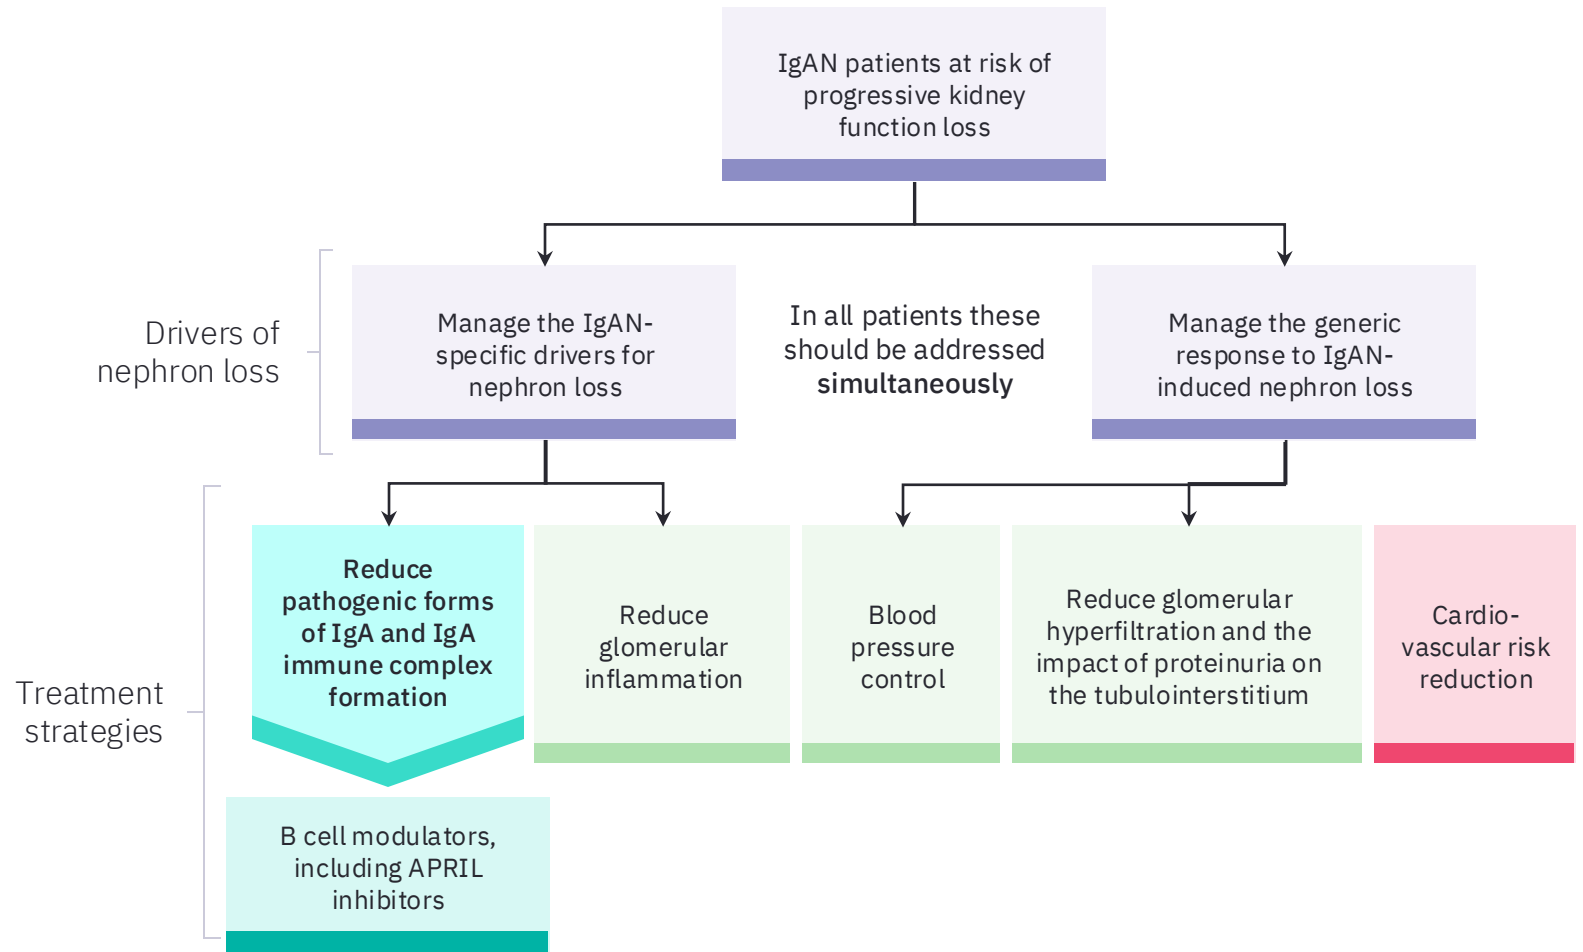 IgAN patients at risk of
progressive kidney
function loss
Drivers of
nephron loss
Manage the IgAN-
specific drivers for
nephron loss
In all patients these
should be addressed
simultaneously
Manage the generic
response to IgAN-
induced nephron loss
Treatment
strategies
Reduce
pathogenic forms
of IgA and IgA
immune complex
formation
Reduce
glomerular
inflammation
Blood
pressure
control
Reduce glomerular
hyperfiltration and the
impact of proteinuria on
the tubulointerstitium
Cardio-
vascular risk
reduction
B cell modulators,
including APRIL
inhibitors